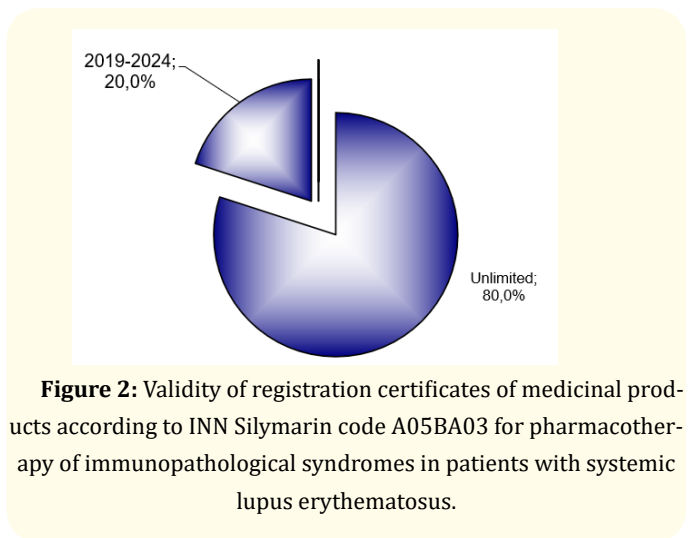 2019-2024;
20,0%
Unlimited;
80,0%
Figure 2: Validity of registration certificates of medicinal prod-
ucts according to INN Silymarin code A05BA03 for pharmacother-
apy of immunopathological syndromes in patients with systemic
lupus erythematosus.